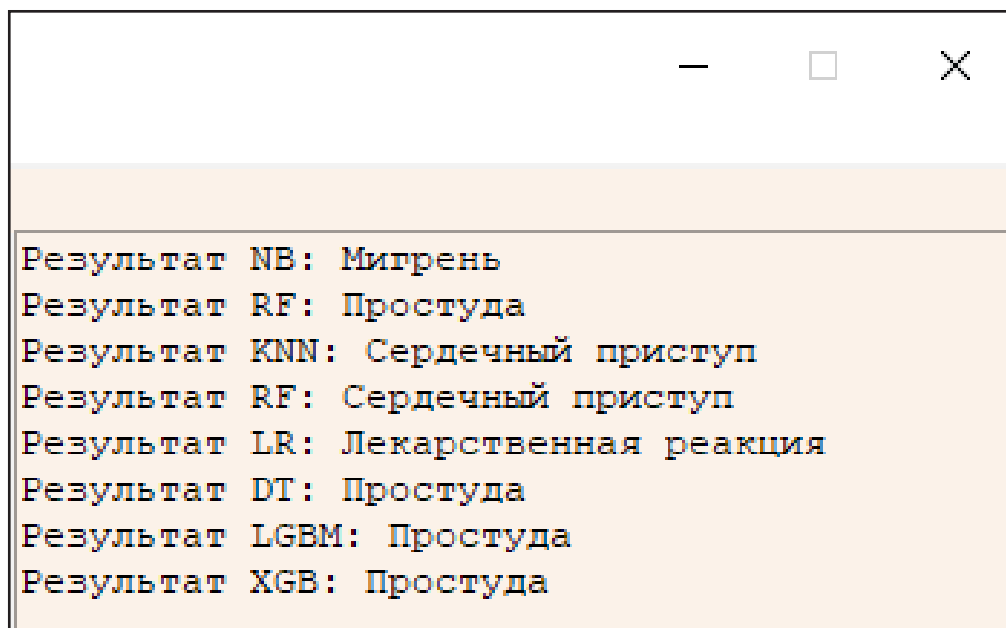 Результат NB: Мигрень
Результат RF: Простуда
Результат KNN: Сердечный приступ
Результат RF: Сердечный приступ
Результат LR: Лекарственная реакция
Результат DT: Простуда
Результат LGBM: Простуда
Результат XGB: Простуда